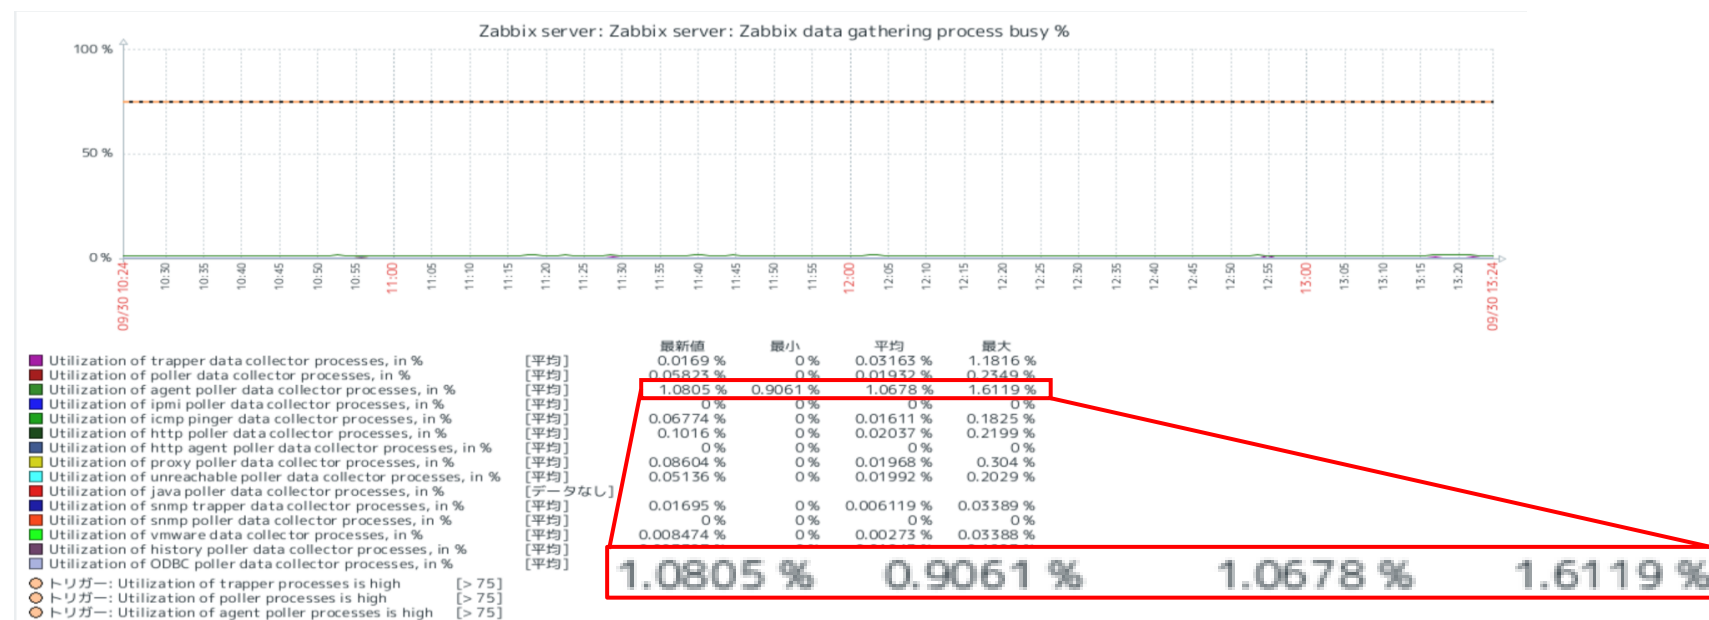 Zabbix server: Zabbix server: Zabbix data gathering process busy %
100 %
50 %
0 %
09/30 10:24 10:30 10:35 10:40 10:45 10:50 10:55 11:00 11:05 11:10 11:15 11:20 11:25 11:30 11:35 11:40 11:45 11:50 11:55 12:00 12:05 12:10 12:15 12:20 12:25 12:30 12:35 12:40 12:45 12:50 12:55 13:00 13:05 13:10 13:15 13:20 09/30 13:24
最新値 最小 平均 最大
Utilization of trapper data collector processes, in % [平均] 0.0169 % 0 % 0.03163 % 1.1816 %
Utilization of poller data collector processes, in % [平均] 0.05823 % 0 % 0.01932 % 0.2349 %
Utilization of agent poller data collector processes, in % [平均] 1.0805 % 0.9061 % 1.0678 % 1.6119 %
Utilization of ipmi poller data collector processes, in % [平均] 0 % 0 % 0 % 0 %
Utilization of icmp pinger data collector processes, in % [平均] 0.06774 % 0 % 0.01611 % 0.1825 %
Utilization of http poller data collector processes, in % [平均] 0.1016 % 0 % 0.02037 % 0.2199 %
Utilization of http agent poller data collector processes, in % [平均] 0 % 0 % 0 % 0 %
Utilization of proxy poller data collector processes, in % [平均] 0.08604 % 0 % 0.01968 % 0.304 %
Utilization of unreachable poller data collector processes, in % [平均] 0.05136 % 0 % 0.01992 % 0.2029 %
Utilization of java poller data collector processes, in % [データなし]
Utilization of snmp trapper data collector processes, in % [平均] 0.01695 % 0 % 0.006119 % 0.03389 %
Utilization of snmp poller data collector processes, in % [平均] 0 % 0 % 0 % 0 %
Utilization of vmware data collector processes, in % [平均] 0.008474 % 0 % 0.00273 % 0.03388 %
Utilization of history poller data collector processes, in % [平均]
Utilization of ODBC poller data collector processes, in % [平均]
1.0805 % 0.9061 % 1.0678 % 1.6119 %
トリガー: Utilization of trapper processes is high [> 75]
トリガー: Utilization of poller processes is high [> 75]
トリガー: Utilization of agent poller processes is high [> 75]